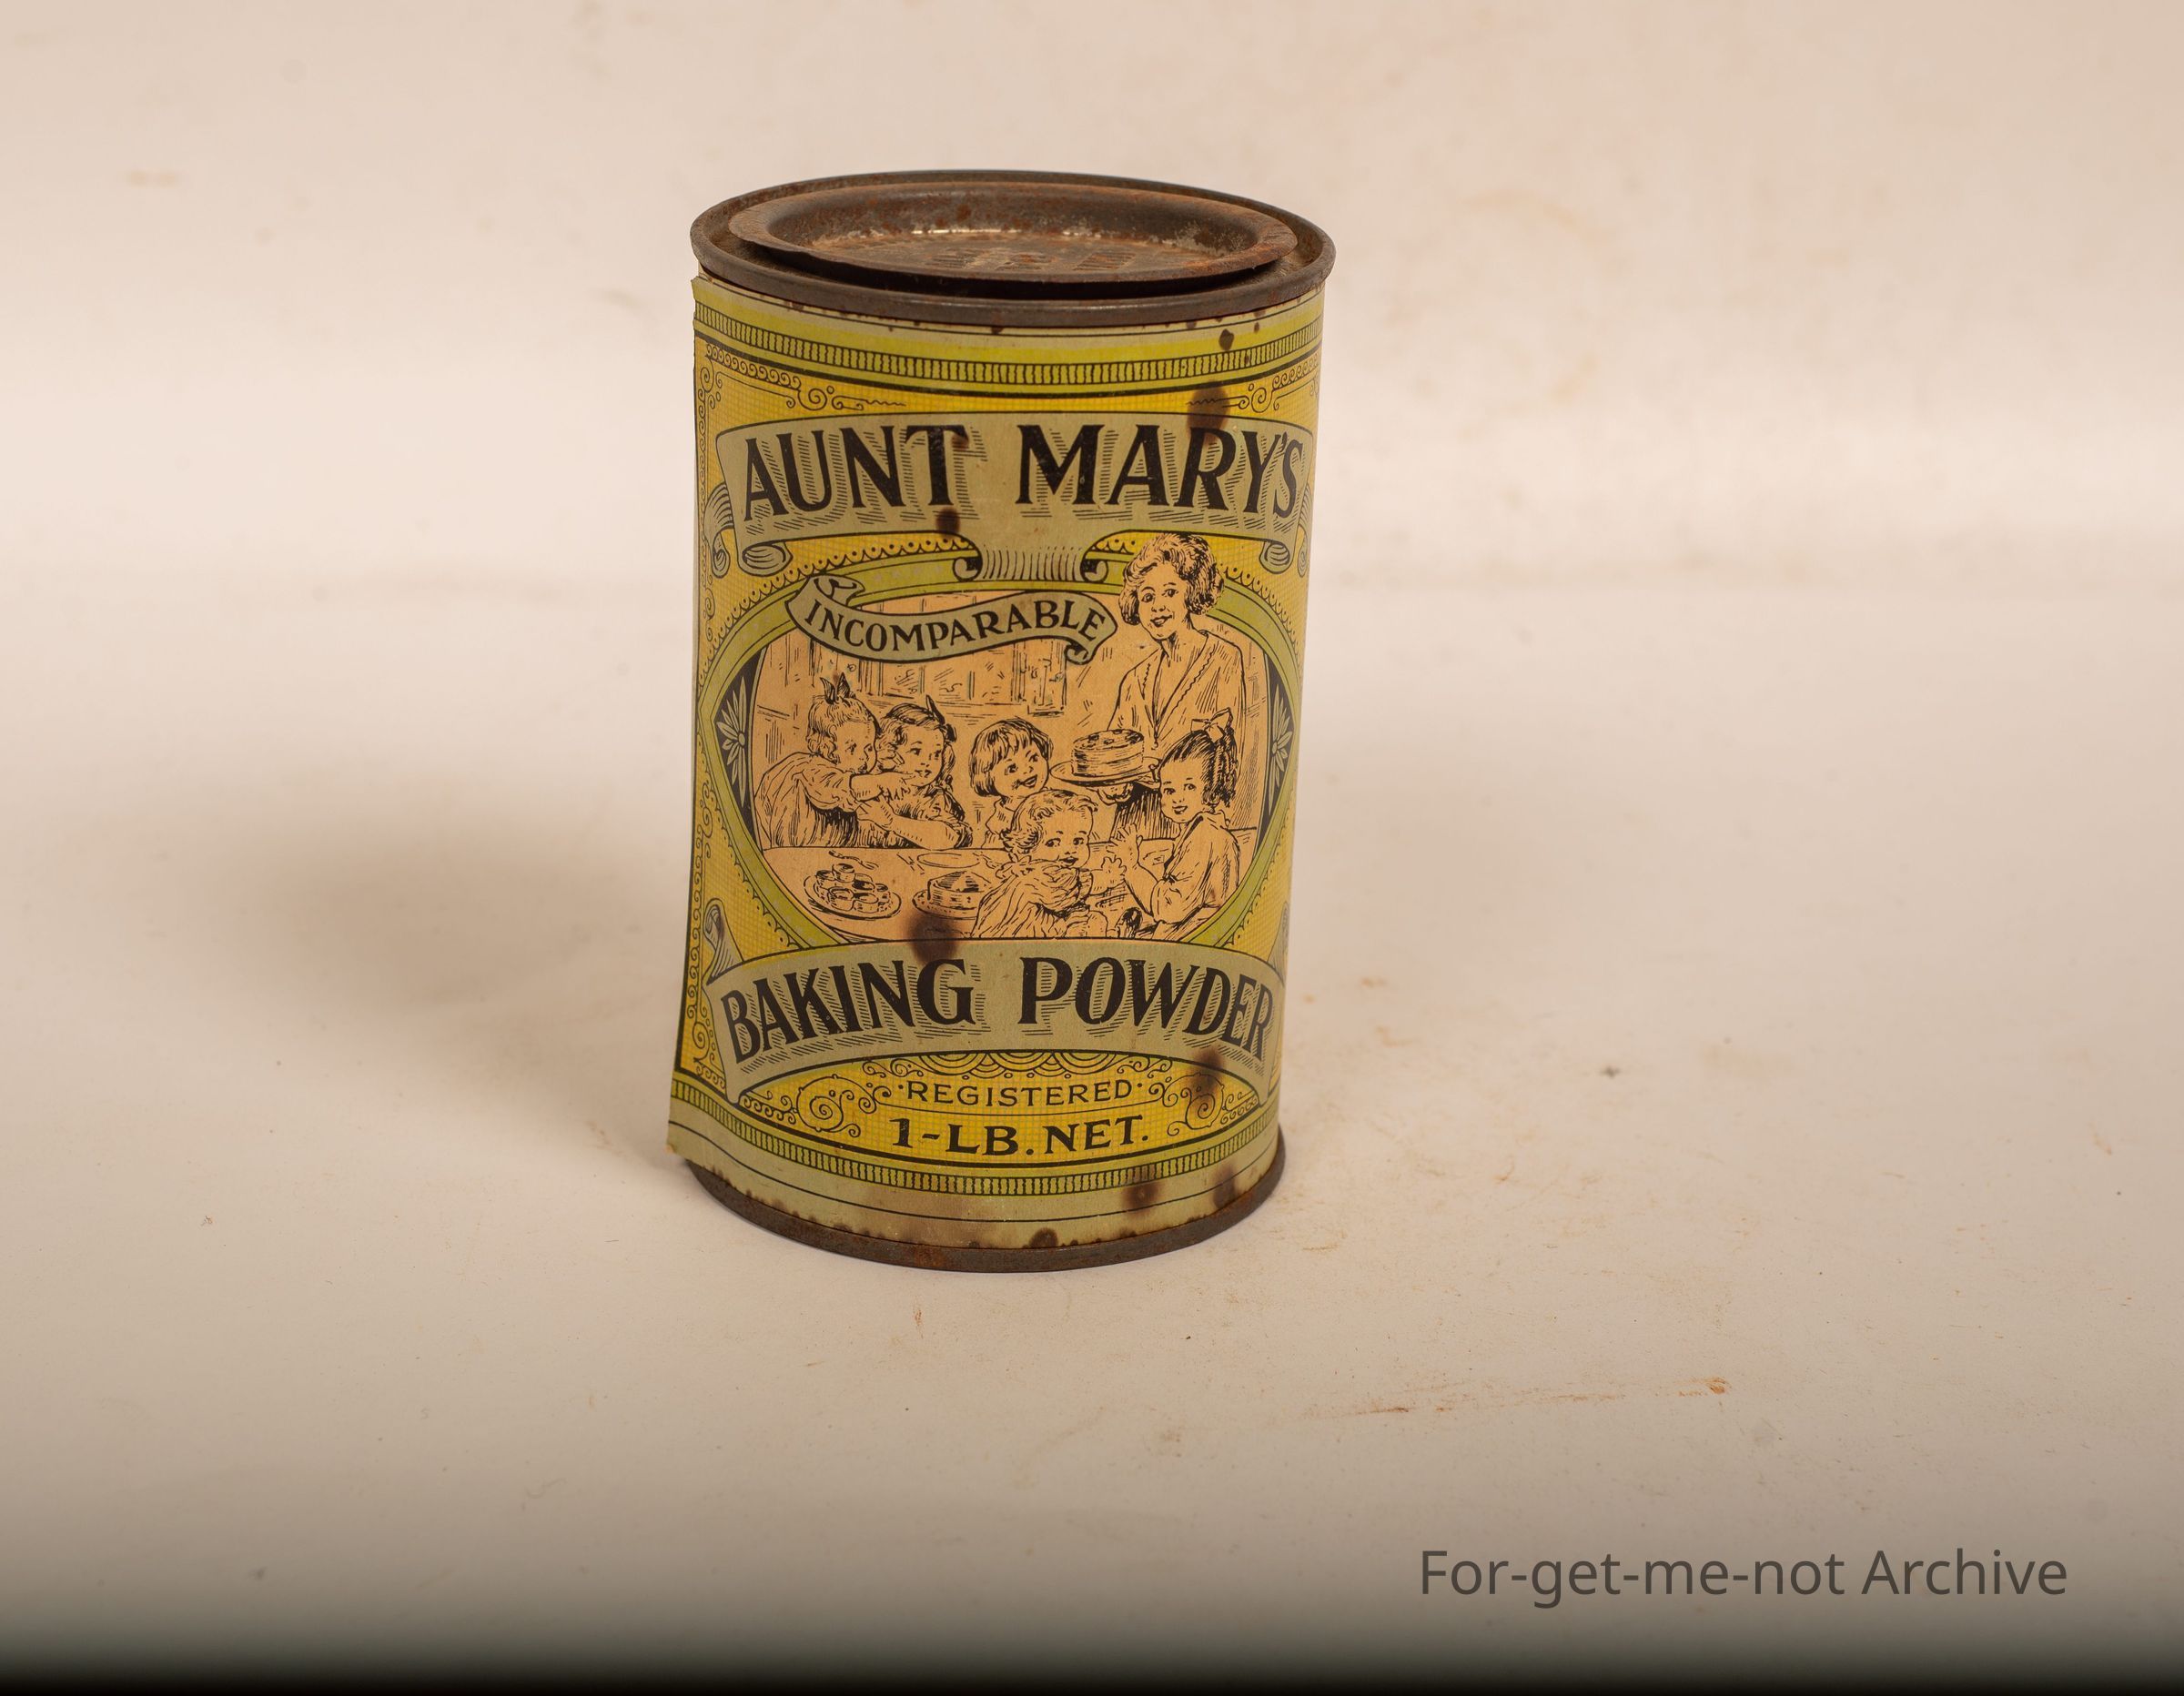 AUNT MARY'S
INCOMPARABLE
BAKING POWDER
·REGISTERED·
1-LB. NET.
For-get-me-not Archive